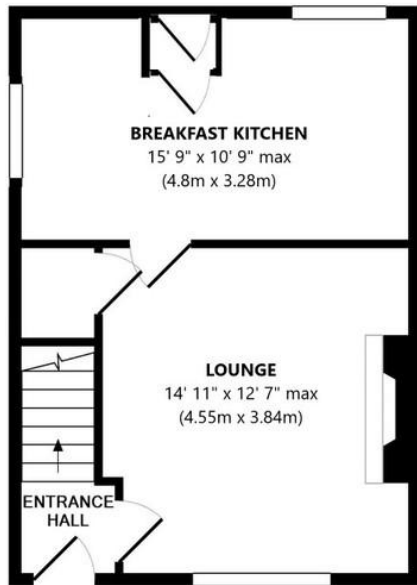 BREAKFAST KITCHEN
15' 9" x 10' 9" max
(4.8m x 3.28m)
LOUNGE
14' 11" x 12' 7" max
(4.55m x 3.84m)
ENTRANCE
HALL